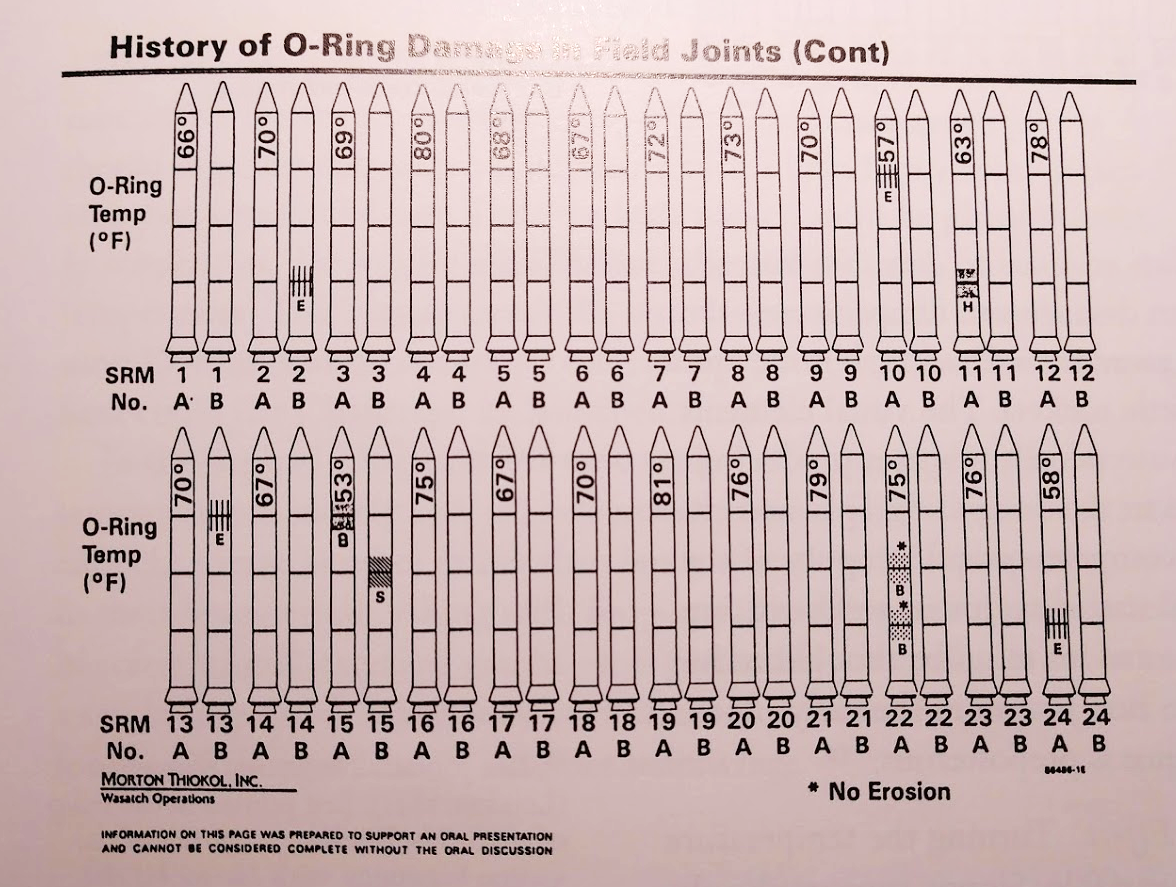 History of O-Ring Damage in Field Joints (Cont)
66° 70° 69° 80° 68° 67° 72° 73° 70° 57° 63° 78°
O-Ring
Temp
(°F)
E
E
H
SRM 1 1 2 2 3 3 4 4 5 5 6 6 7 7 8 8 9 9 10 10 11 11 12 12
No. A B A B A B A B A B A B A B A B A B A B A B A B
70° 67° 53° 75° 67° 70° 81° 76° 79° 75° 76° 58°
O-Ring
Temp
(°F)
E
B
S
*
B
*
B
E
SRM 13 13 14 14 15 15 16 16 17 17 18 18 19 19 20 20 21 21 22 22 23 23 24 24
No. A B A B A B A B A B A B A B A B A B A B A B A B
MORTON THIOKOL, INC.
Wasatch Operations
* No Erosion
INFORMATION ON THIS PAGE WAS PREPARED TO SUPPORT AN ORAL PRESENTATION
AND CANNOT BE CONSIDERED COMPLETE WITHOUT THE ORAL DISCUSSION